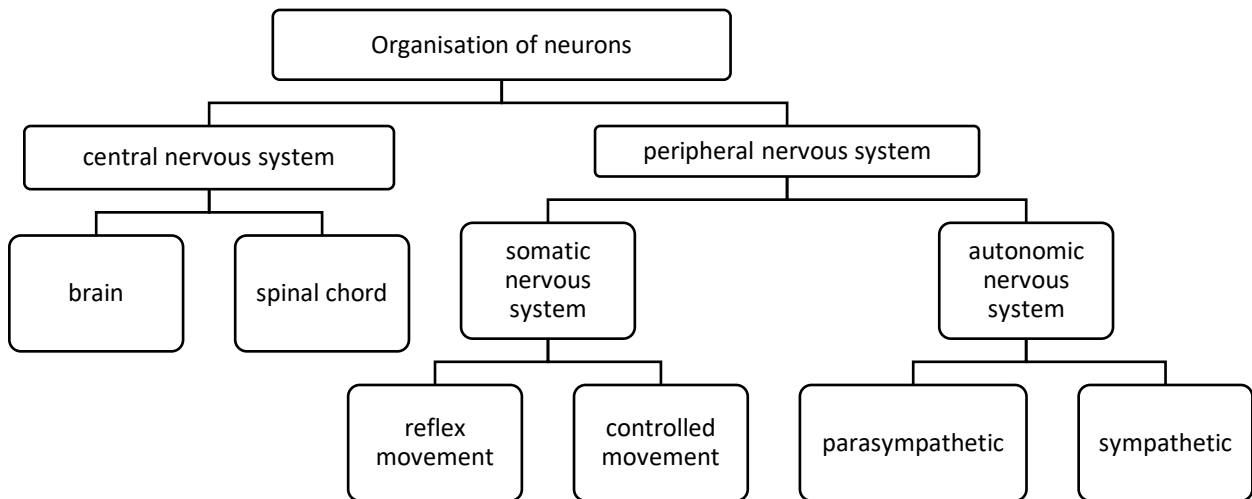 Organisation of neurons
central nervous system
peripheral nervous system
brain
spinal chord
somatic
nervous
system
autonomic
nervous
system
reflex
movement
controlled
movement
parasympathetic
sympathetic